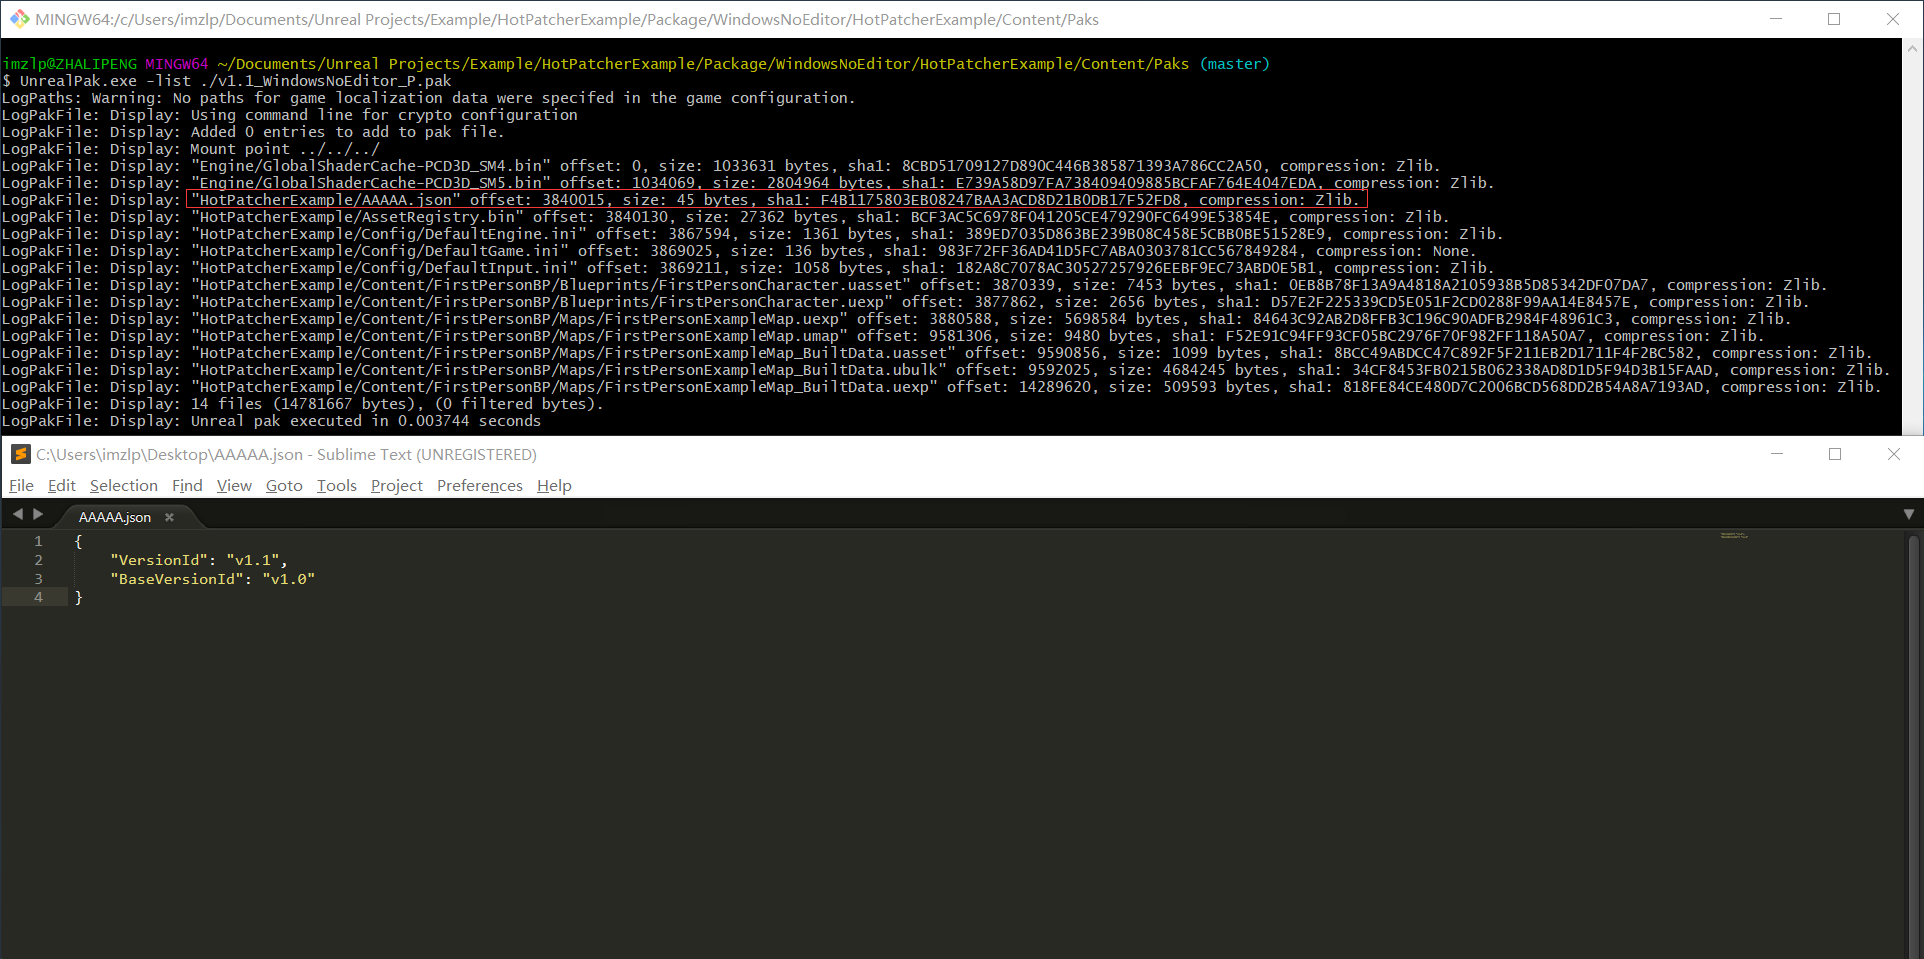 MINGW64:/c/Users/imzlp/Documents/Unreal Projects/Example/HotPatcherExample/Package/WindowsNoEditor/HotPatcherExample/Content/Paks
imzlp@ZHALIPENG MINGW64 ~/Documents/Unreal Projects/Example/HotPatcherExample/Package/WindowsNoEditor/HotPatcherExample/Content/Paks (master)
$ UnrealPak.exe -list ./v1.1_WindowsNoEditor_P.pak
LogPaths: Warning: No paths for game localization data were specifed in the game configuration.
LogPakFile: Display: Using command line for crypto configuration
LogPakFile: Display: Added 0 entries to add to pak file.
LogPakFile: Display: Mount point ../../../
LogPakFile: Display: "Engine/GlobalShaderCache-PCD3D_SM4.bin" offset: 0, size: 1033631 bytes, sha1: 8CBD51709127D890C446B385871393A786CC2A50, compression: Zlib.
LogPakFile: Display: "Engine/GlobalShaderCache-PCD3D_SM5.bin" offset: 1034069, size: 2804964 bytes, sha1: E739A58D97FA738409409885BCFAF764E4047EDA, compression: Zlib.
LogPakFile: Display: "HotPatcherExample/AAAAA.json" offset: 3840015, size: 45 bytes, sha1: F4B1175803EB08247BAA3ACD8D21B0DB17F52FD8, compression: Zlib.
LogPakFile: Display: "HotPatcherExample/AssetRegistry.bin" offset: 3840130, size: 27362 bytes, sha1: BCF3AC5C6978F041205CE479290FC6499E53854E, compression: Zlib.
LogPakFile: Display: "HotPatcherExample/Config/DefaultEngine.ini" offset: 3867594, size: 1361 bytes, sha1: 389ED7035D863BE239B08C458E5CBB0BE51528E9, compression: Zlib.
LogPakFile: Display: "HotPatcherExample/Config/DefaultGame.ini" offset: 3869025, size: 136 bytes, sha1: 983F72FF36AD41D5FC7ABA0303781CC567849284, compression: None.
LogPakFile: Display: "HotPatcherExample/Config/DefaultInput.ini" offset: 3869211, size: 1058 bytes, sha1: 182A8C7078AC30527257926EEBF9EC73ABD0E5B1, compression: Zlib.
LogPakFile: Display: "HotPatcherExample/Content/FirstPersonBP/Blueprints/FirstPersonCharacter.uasset" offset: 3870339, size: 7453 bytes, sha1: 0EB8B78F13A9A4818A2105938B5D85342DF07DA7, compression: Zlib.
LogPakFile: Display: "HotPatcherExample/Content/FirstPersonBP/Blueprints/FirstPersonCharacter.uexp" offset: 3877862, size: 2656 bytes, sha1: D57E2F225339CD5E051F2CD0288F99AA14E8457E, compression: Zlib.
LogPakFile: Display: "HotPatcherExample/Content/FirstPersonBP/Maps/FirstPersonExampleMap.uexp" offset: 3880588, size: 5698584 bytes, sha1: 84643C92AB2D8FFB3C196C90ADFB2984F48961C3, compression: Zlib.
LogPakFile: Display: "HotPatcherExample/Content/FirstPersonBP/Maps/FirstPersonExampleMap.umap" offset: 9581306, size: 9480 bytes, sha1: F52E91C94FF93CF05BC2976F70F982FF118A50A7, compression: Zlib.
LogPakFile: Display: "HotPatcherExample/Content/FirstPersonBP/Maps/FirstPersonExampleMap_BuiltData.uasset" offset: 9590856, size: 1099 bytes, sha1: 8BCC49ABDCC47C892F5F211EB2D1711F4F2BC582, compression: Zlib.
LogPakFile: Display: "HotPatcherExample/Content/FirstPersonBP/Maps/FirstPersonExampleMap_BuiltData.ubulk" offset: 9592025, size: 4684245 bytes, sha1: 34CF8453FB0215B062338AD8D1D5F94D3B15FAAD, compression: Zlib.
LogPakFile: Display: "HotPatcherExample/Content/FirstPersonBP/Maps/FirstPersonExampleMap_BuiltData.uexp" offset: 14289620, size: 509593 bytes, sha1: 818FE84CE480D7C2006BCD568DD2B54A8A7193AD, compression: Zlib.
LogPakFile: Display: 14 files (14781667 bytes), (0 filtered bytes).
LogPakFile: Display: Unreal pak executed in 0.003744 seconds
C:\Users\imzlp\Desktop\AAAAA.json - Sublime Text (UNREGISTERED)
File Edit Selection Find View Goto Tools Project Preferences Help
AAAAA.json
1 {
2 "VersionId": "v1.1",
3 "BaseVersionId": "v1.0"
4 }